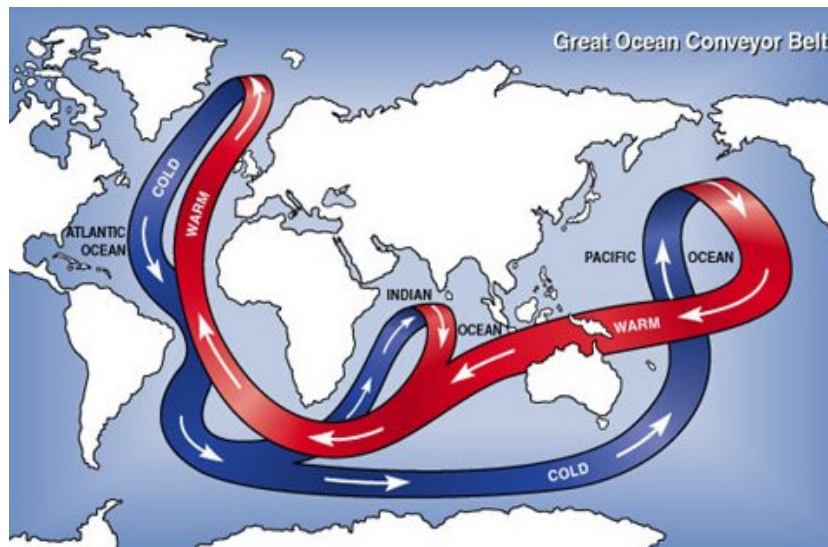 Great Ocean Conveyor Belt
COLD
WARM
ATLANTIC
OCEAN
PACIFIC
OCEAN
INDIAN
OCEAN
WARM
COLD